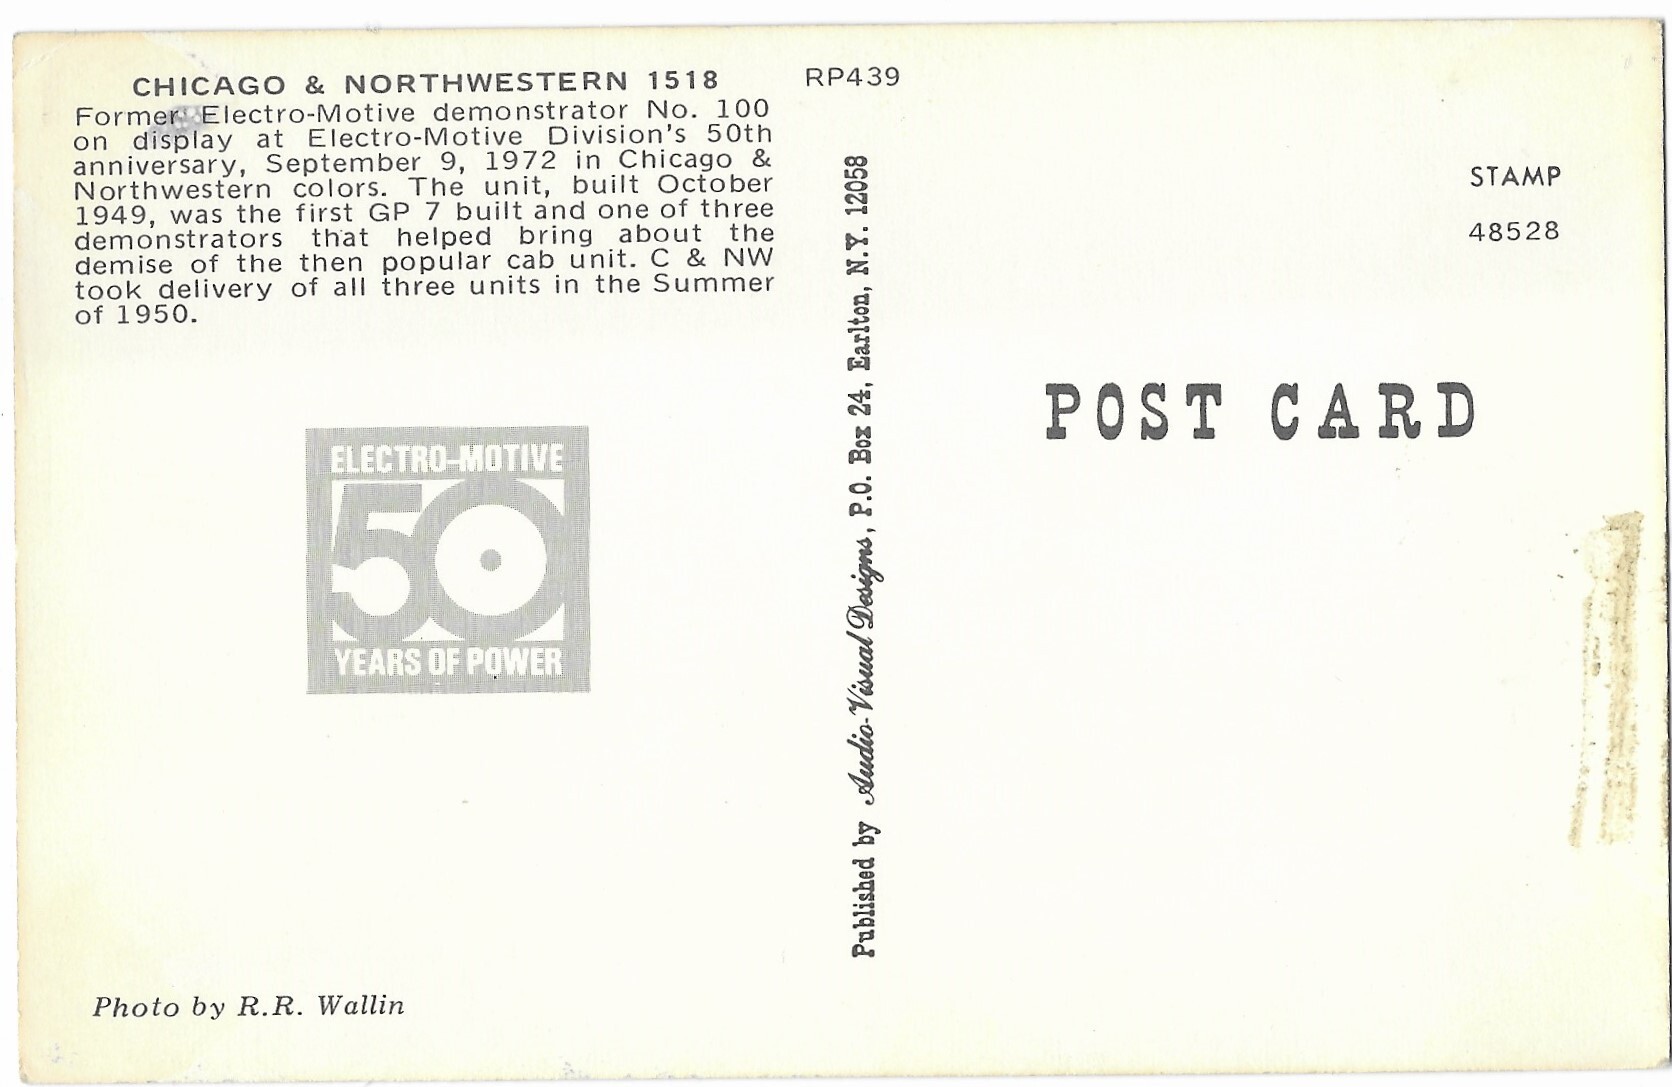 CHICAGO & NORTHWESTERN 1518
Former Electro-Motive demonstrator No. 100
on display at Electro-Motive Division's 50th
anniversary, September 9, 1972 in Chicago &
Northwestern colors. The unit, built October
1949, was the first GP 7 built and one of three
demonstrators that helped bring about the
demise of the then popular cab unit. C & NW
took delivery of all three units in the Summer
of 1950.
ELECTRO-MOTIVE
50
YEARS OF POWER
Photo by R.R. Wallin
RP439
Published by Audio-Visual Designs, P.O. Box 24, Earlton, N.Y. 12058
STAMP
48528
POST CARD